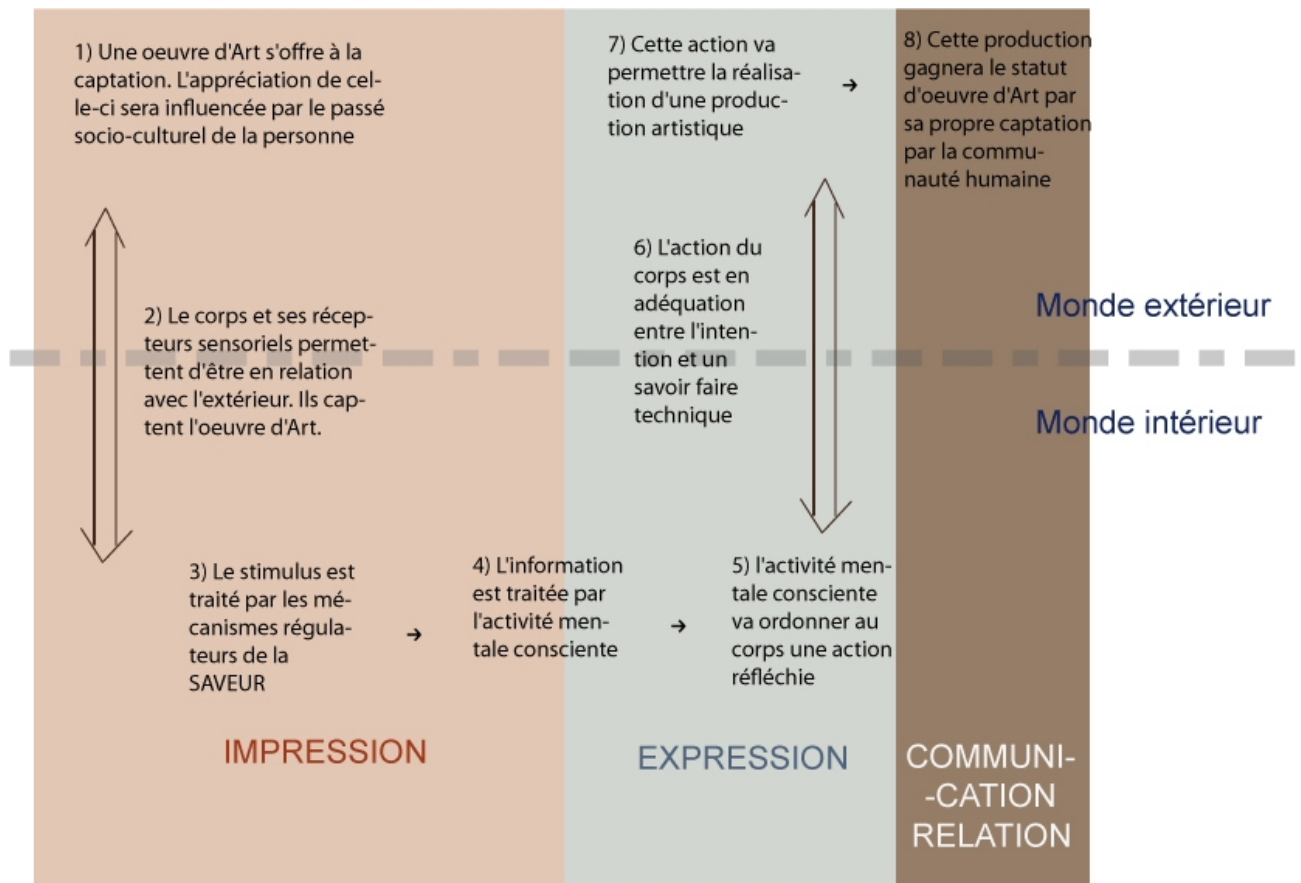 1) Une oeuvre d'Art s'offre à la
captation. L'appréciation de cel-
le-ci sera influencée par le passé
socio-culturel de la personne
2) Le corps et ses récep-
teurs sensoriels permet-
tent d'être en relation
avec l'extérieur. Ils cap-
tent l'oeuvre d'Art.
3) Le stimulus est
traité par les mé-
canismes régula-
teurs de la
SAVEUR
4) L'information
est traitée par
l'activité men-
tale consciente
5) l'activité men-
tale consciente
va ordonner au
corps une action
réfléchie
6) L'action du
corps est en
adéquation
entre l'inten-
tion et un
savoir faire
technique
7) Cette action va
permettre la réalisa-
tion d'une produc-
tion artistique
8) Cette production
gagnera le statut
d'oeuvre d'Art par
sa propre captation
par la commu-
nauté humaine
Monde extérieur
Monde intérieur
IMPRESSION
EXPRESSION
COMMUNI-
-CATION
RELATION